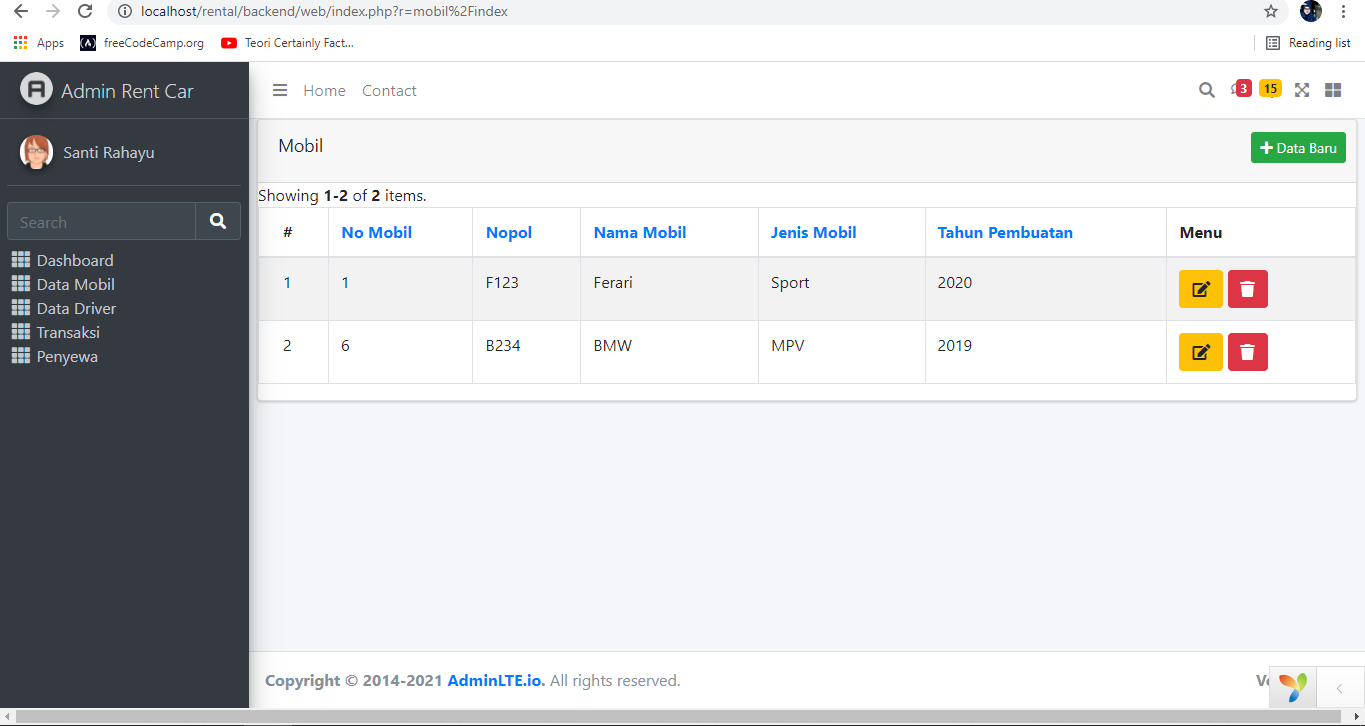 localhost/rental/backend/web/index.php?r=mobil%2Findex
Apps freeCodeCamp.org Teori Certainly Fact... Reading list
Admin Rent Car Home Contact 3 15
Santi Rahayu
Search
Dashboard
Data Mobil
Data Driver
Transaksi
Penyewa
Mobil Data Baru
Showing 1-2 of 2 items.
# No Mobil Nopol Nama Mobil Jenis Mobil Tahun Pembuatan Menu
1 1 F123 Ferari Sport 2020
2 6 B234 BMW MPV 2019
Copyright © 2014-2021 AdminLTE.io. All rights reserved.